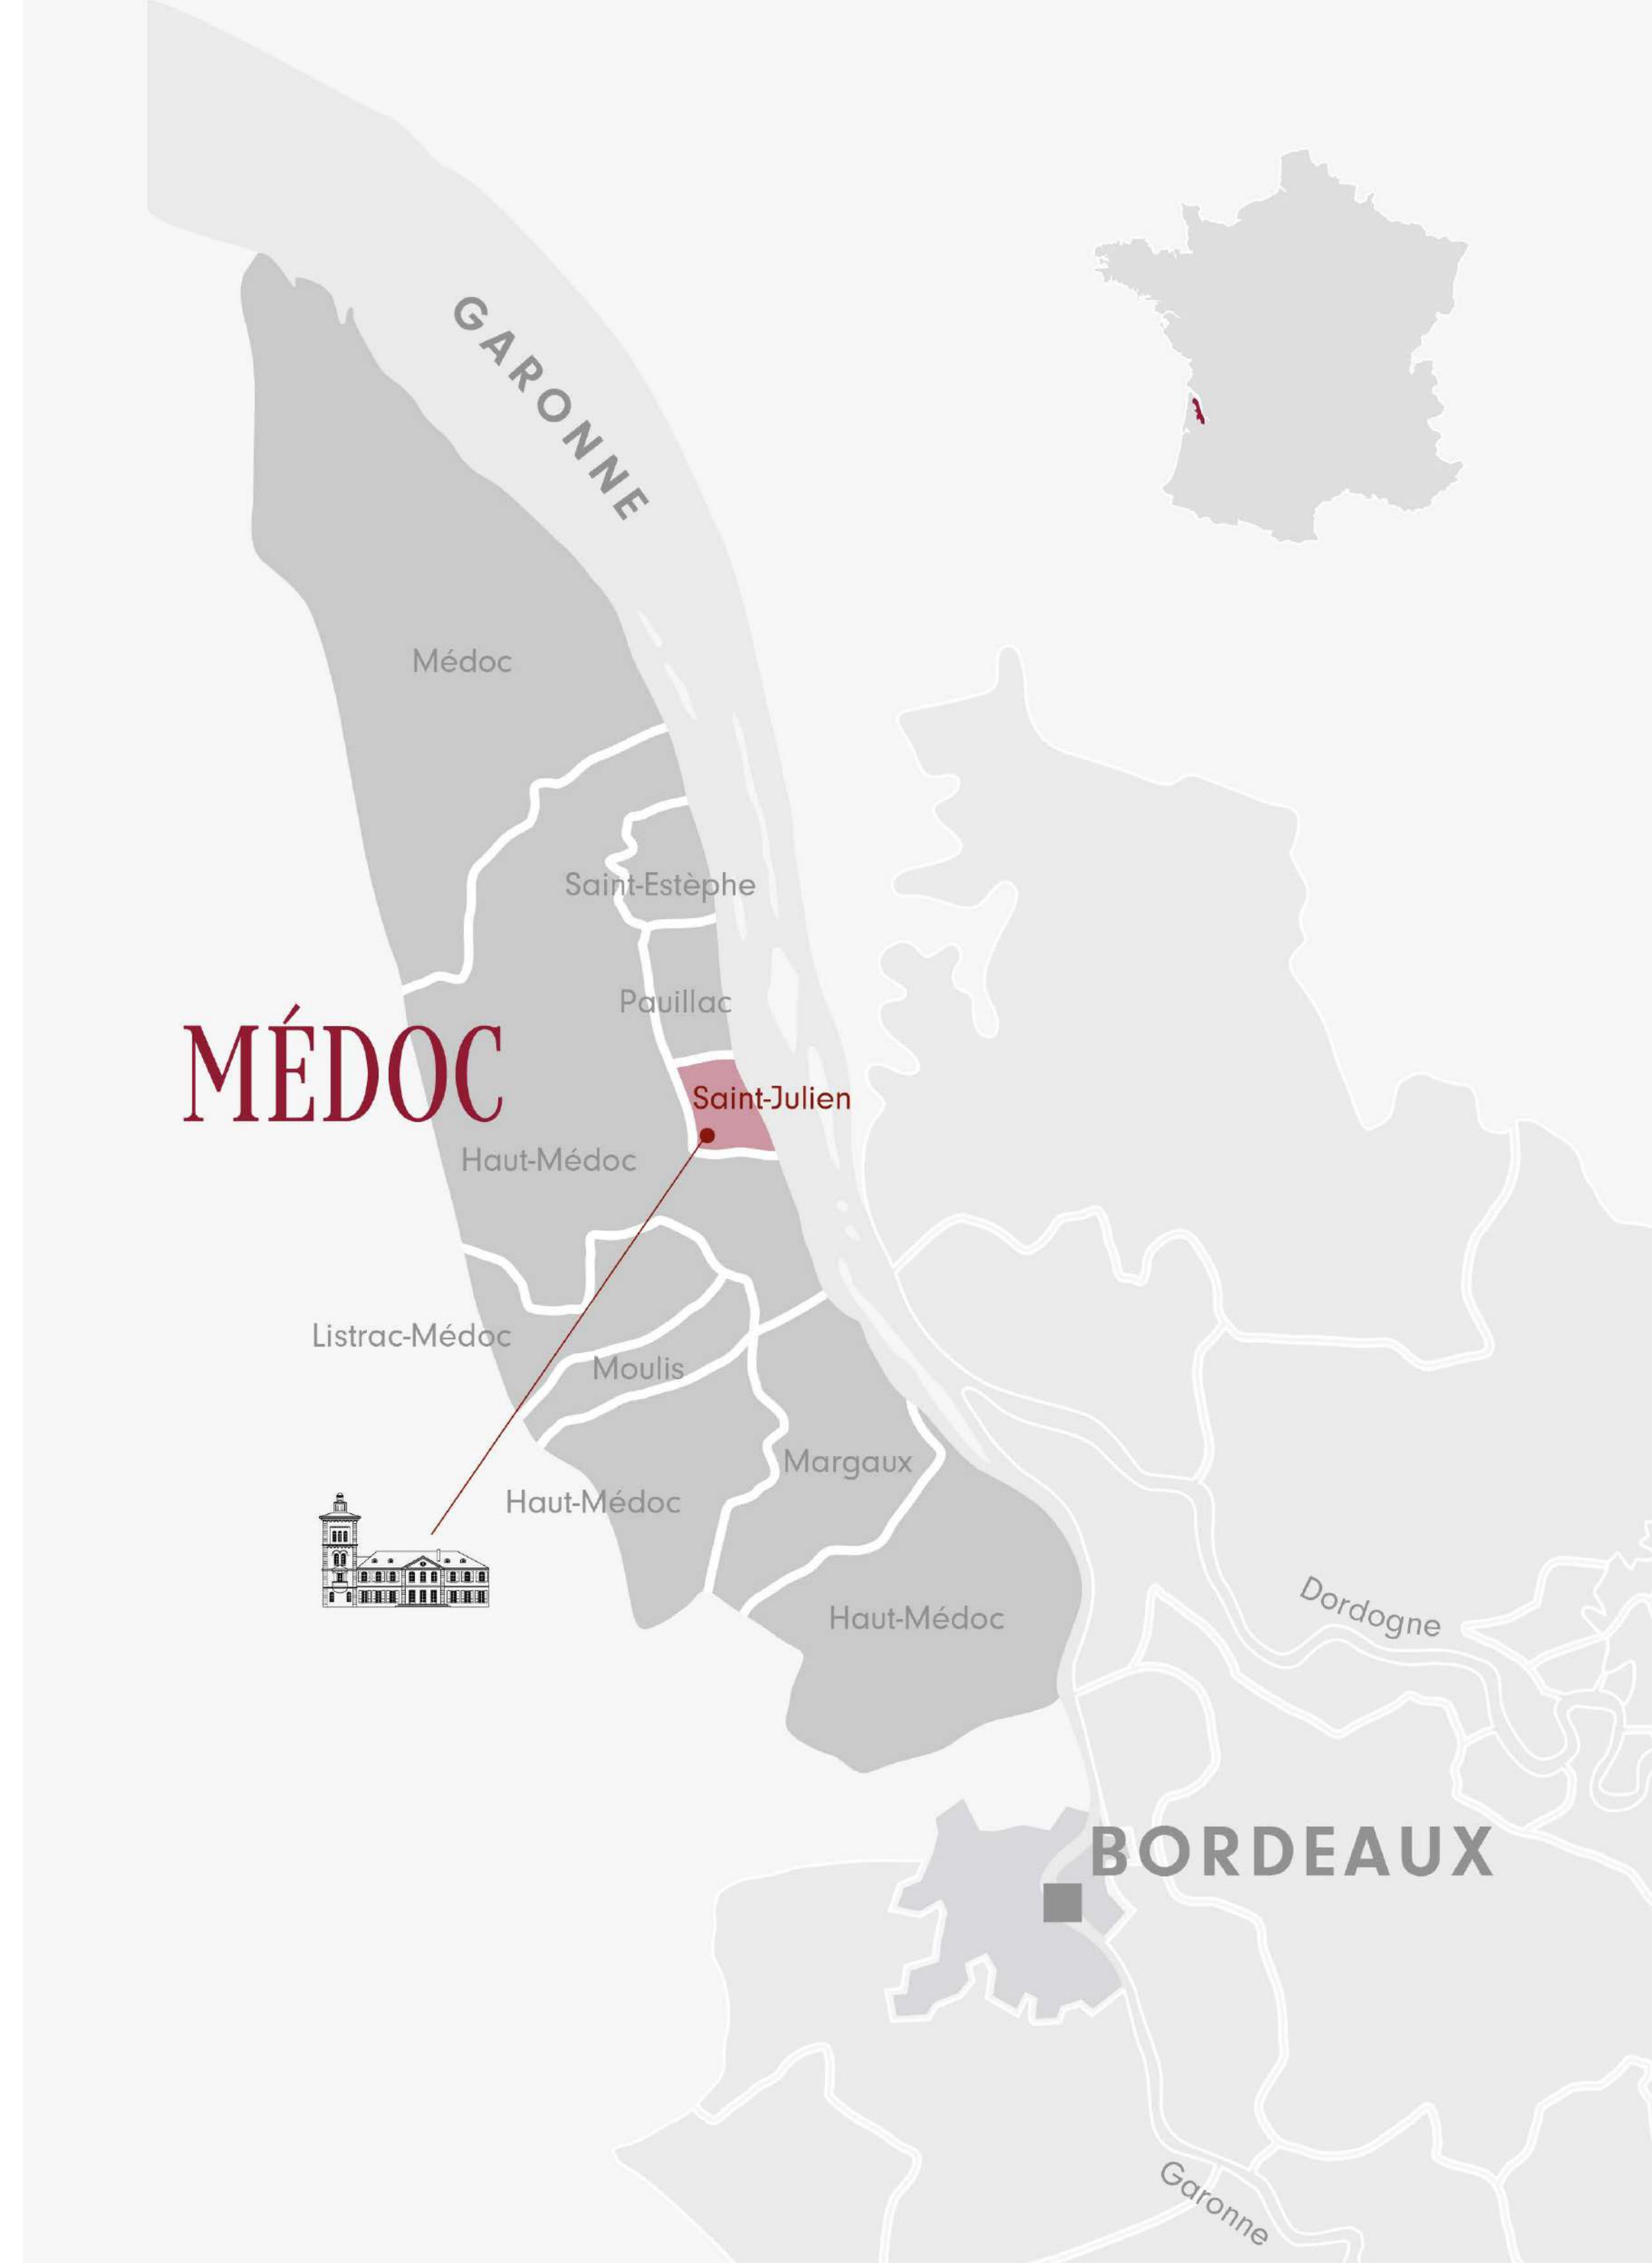 GARONNE
Médoc
Saint-Estèphe
Pauillac
MÉDOC
Saint-Julien
Haut-Médoc
Listrac-Médoc
Moulis
Margaux
Haut-Médoc
Haut-Médoc
Dordogne
BORDEAUX
Garonne